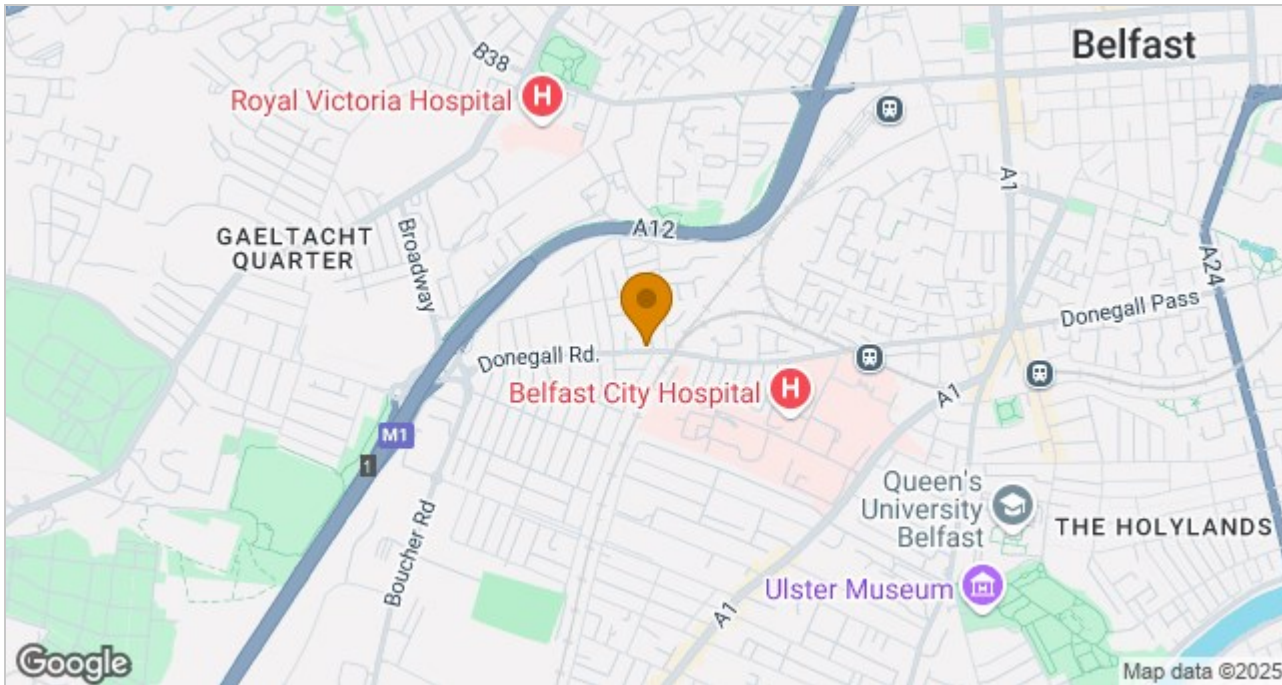 Belfast
B38
Royal Victoria Hospital
H
A1
A12
GAELTACHT
QUARTER
Broadway
A24
Donegall Pass
Donegall Rd.
Belfast City Hospital
H
A1
M1
1
Queen's
University
Belfast
THE HOLYLANDS
Boucher Rd
Ulster Museum
A1
Google
Map data ©2025